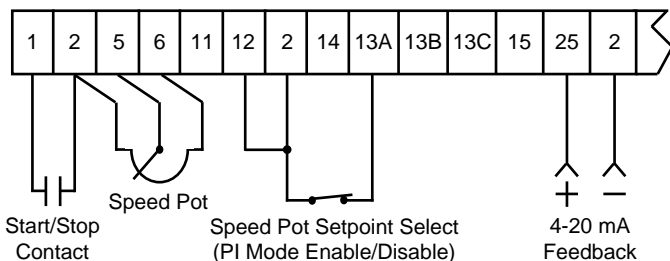 1 2 5 6 11 12 2 14 13A 13B 13C 15 25 2
Speed Pot
Start/Stop
Contact
Speed Pot Setpoint Select
(PI Mode Enable/Disable)
+ −
4-20 mA
Feedback